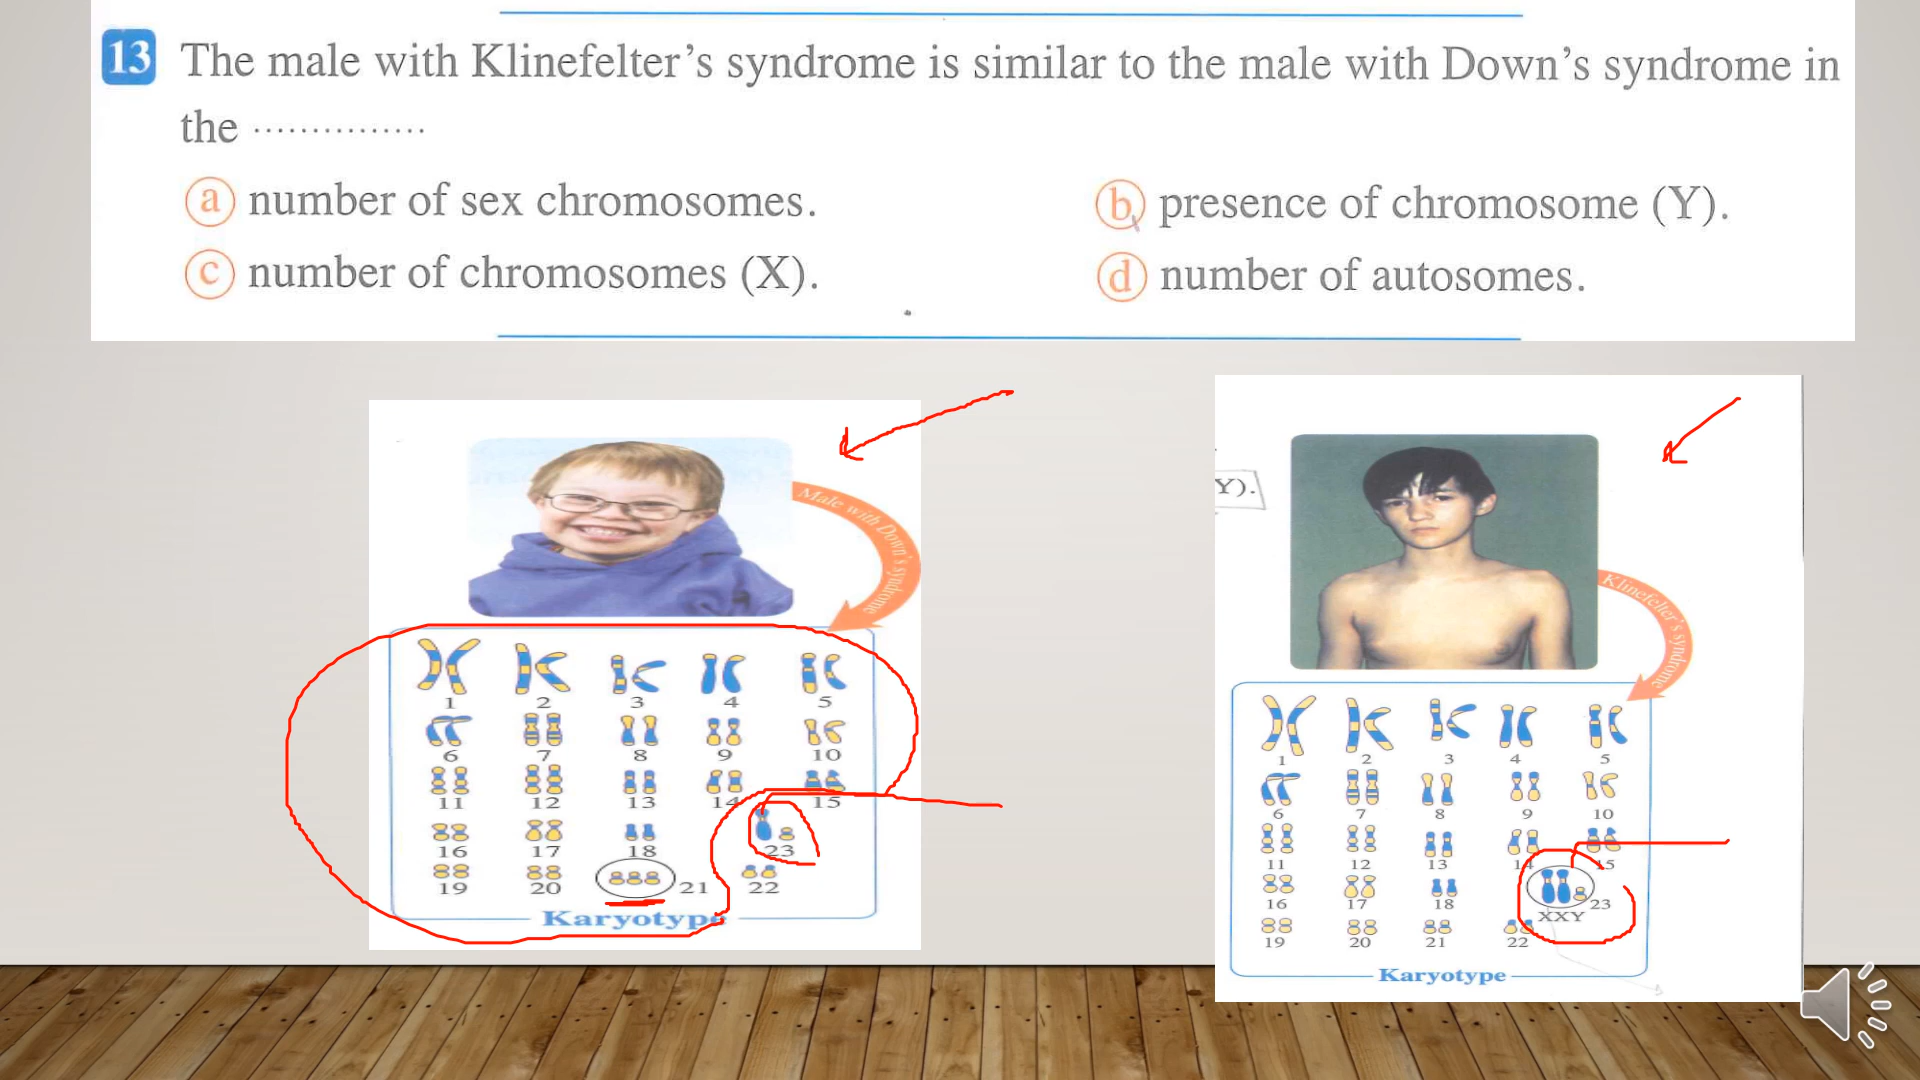 13 The male with Klinefelter's syndrome is similar to the male with Down's syndrome in
the ...............
a number of sex chromosomes.
b presence of chromosome (Y).
c number of chromosomes (X).
d number of autosomes.
Male with Down's syndrome
1 2 3 4 5
6 7 8 9 10
11 12 13 14 15
16 17 18 23
19 20 21 22
Karyotype
Y).
Klinefelter's syndrome
1 2 3 4 5
6 7 8 9 10
11 12 13 14 15
16 17 18 23
XXY
19 20 21 22
Karyotype